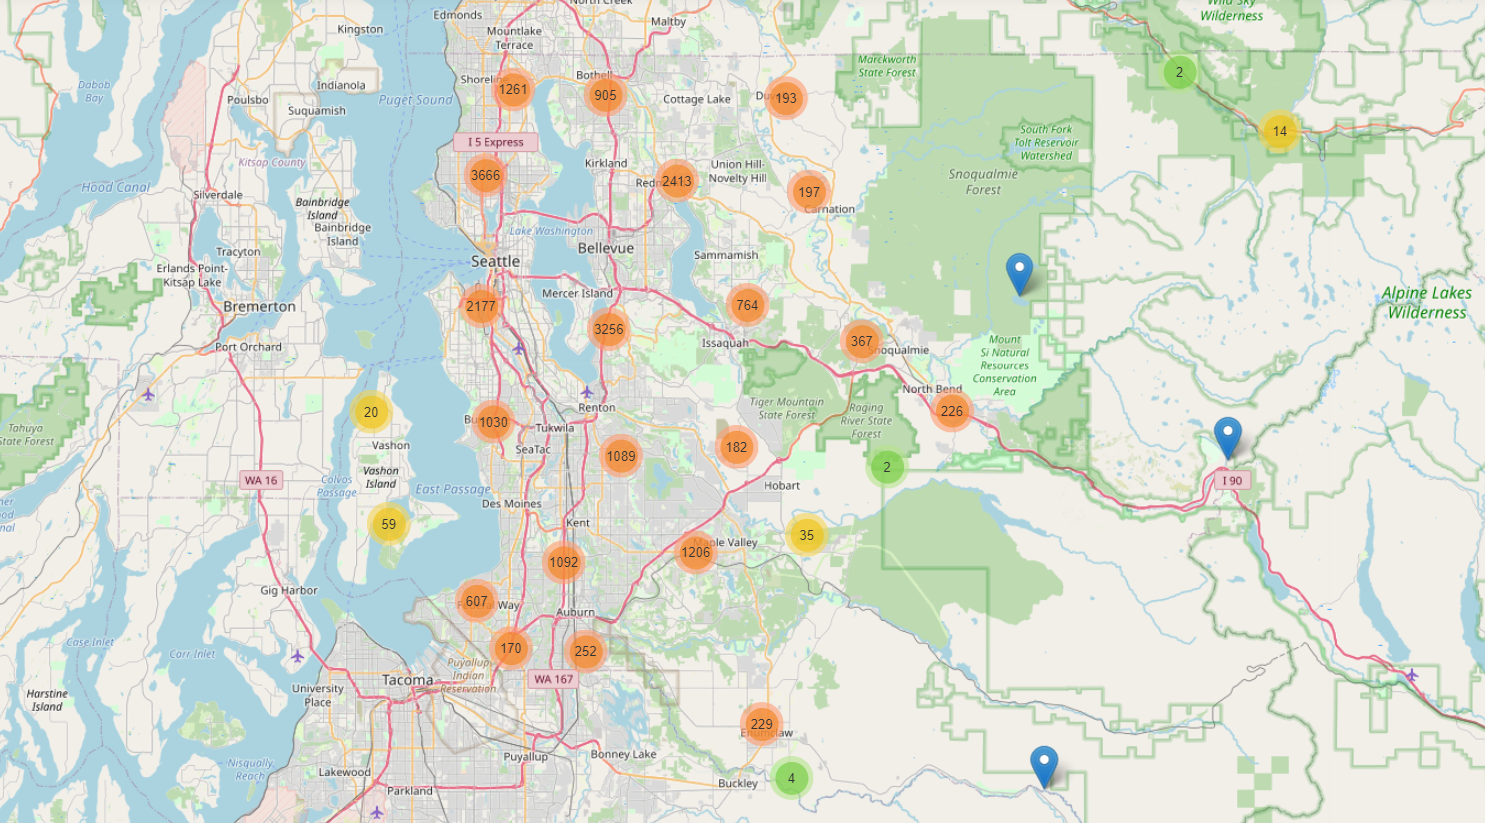 Edmonds
North Creek
Wild Sky
Wilderness
Kingston
Mountlake
Terrace
Maltby
Dabob
Bay
Indianola
Puget Sound
Shoreline
1261
Bothell
905
Cottage Lake
193
Marckworth
State Forest
2
Poulsbo
Suquamish
14
I 5 Express
South Fork
Tolt Reservoir
Watershed
Kitsap County
Kirkland
Union Hill-
Novelty Hill
3666
2413
197
Carnation
Snoqualmie
Forest
Hood Canal
Silverdale
Bainbridge
Island
Bainbridge
Island
Lake Washington
Bellevue
Tracyton
Seattle
Sammamish
Erlands Point-
Kitsap Lake
Mercer Island
Bremerton
2177
3256
764
Alpine Lakes
Wilderness
Port Orchard
Issaquah
367
Snoqualmie
Mount
Si Natural
Resources
Conservation
Area
North Bend
20
Renton
Tiger Mountain
State Forest
Raging
River State
Forest
226
Tahuya
State Forest
1030
Tukwila
Vashon
SeaTac
1089
182
2
Vashon
Island
WA 16
Colvos
Passage
East Passage
Hobart
I 90
Des Moines
59
Kent
35
Maple Valley
1206
1092
Gig Harbor
607
Way
Auburn
Case Inlet
Carr Inlet
170
252
Puyallup
Indian
Reservation
Tacoma
WA 167
University
Place
Harstine
Island
229
Enumclaw
Nisqually
Reach
Lakewood
Puyallup
Bonney Lake
Buckley
4
Parkland